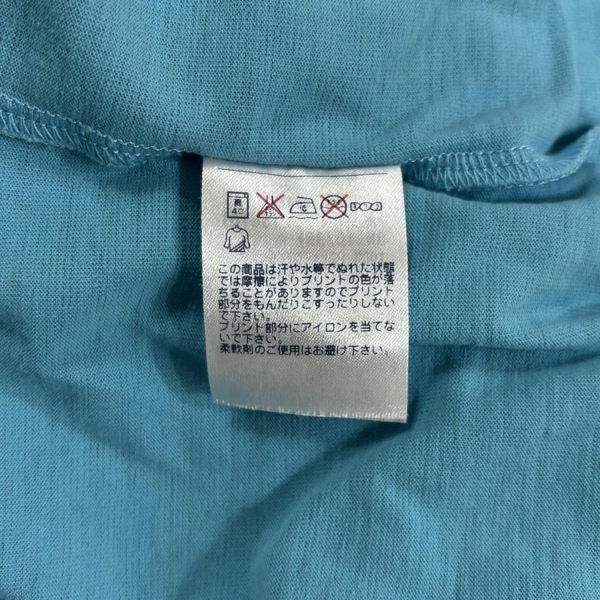 弱
40
中
この商品は汗や水等でぬれた状態
では摩擦によりプリントの色が落
ちることがありますのでプリント
部分をもんだりこすったりしない
で下さい。
プリント部分にアイロンを当てな
いで下さい。
柔軟剤のご使用はお避け下さい。